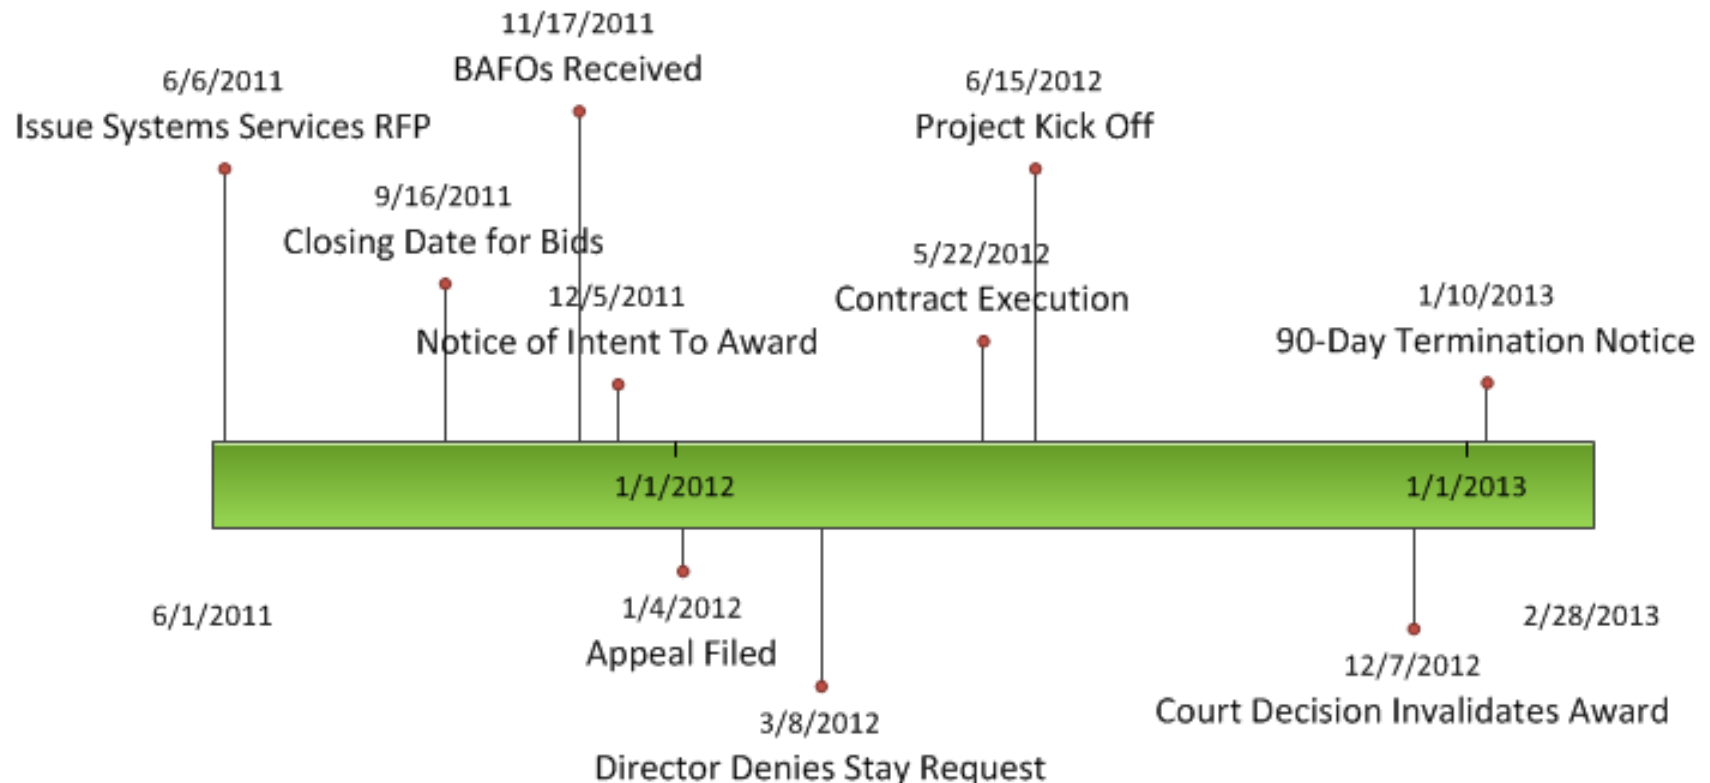 11/17/2011
BAFOs Received
6/6/2011
Issue Systems Services RFP
6/15/2012
Project Kick Off
9/16/2011
Closing Date for Bids
5/22/2012
Contract Execution
12/5/2011
Notice of Intent To Award
1/10/2013
90-Day Termination Notice
1/1/2012
1/1/2013
6/1/2011
1/4/2012
Appeal Filed
2/28/2013
12/7/2012
Court Decision Invalidates Award
3/8/2012
Director Denies Stay Request